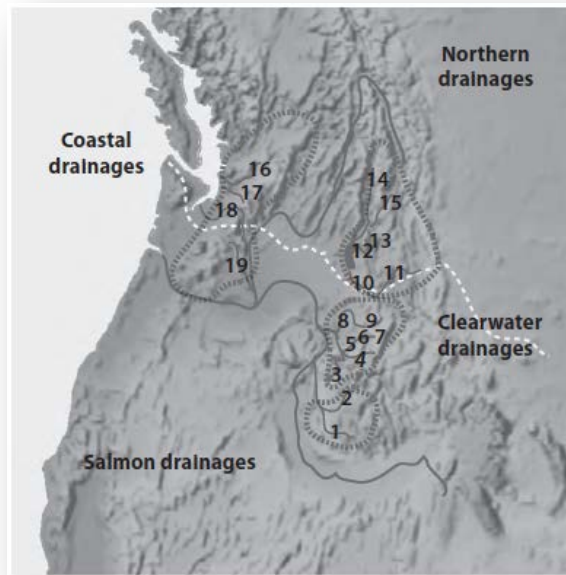 Northern
drainages
Coastal
drainages
16
14
17
15
18
13
12
19
11
10
8 9
Clearwater
drainages
6 7
5
4
3
2
1
Salmon drainages